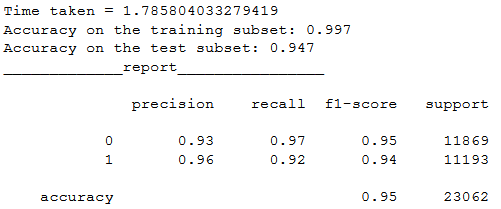 Time taken = 1.785804033279419
Accuracy on the training subset: 0.997
Accuracy on the test subset: 0.947
_____________report________________
precision recall f1-score support
0 0.93 0.97 0.95 11869
1 0.96 0.92 0.94 11193
accuracy 0.95 23062